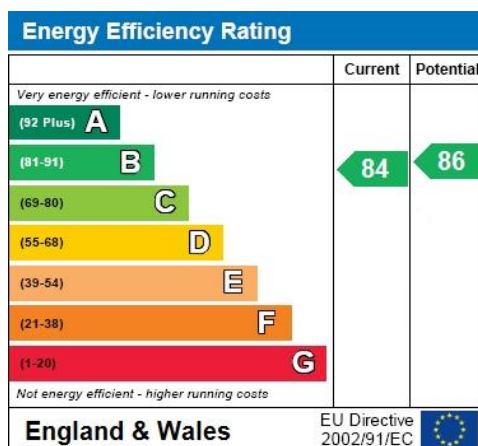 Energy Efficiency Rating
Current Potential
Very energy efficient - lower running costs
(92 Plus) A
(81-91) B
84 86
(69-80) C
(55-68) D
(39-54) E
(21-38) F
(1-20) G
Not energy efficient - higher running costs
England & Wales
EU Directive
2002/91/EC